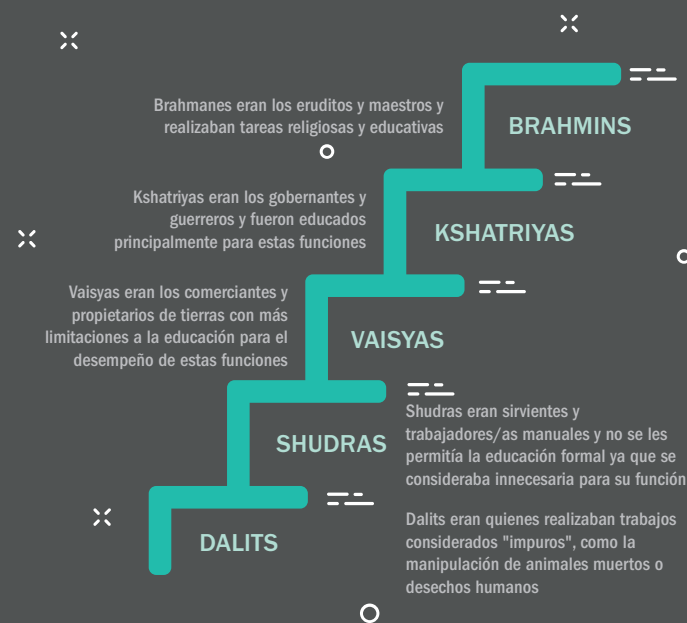 Brahmanes eran los eruditos y maestros y
realizaban tareas religiosas y educativas
BRAHMINS
Kshatriyas eran los gobernantes y
guerreros y fueron educados
principalmente para estas funciones
KSHATRIYAS
Vaisyas eran los comerciantes y
propietarios de tierras con más
limitaciones a la educación para el
desempeño de estas funciones
VAISYAS
SHUDRAS
Shudras eran sirvientes y
trabajadores/as manuales y no se les
permitía la educación formal ya que se
consideraba innecesaria para su función
DALITS
Dalits eran quienes realizaban trabajos
considerados "impuros", como la
manipulación de animales muertos o
desechos humanos